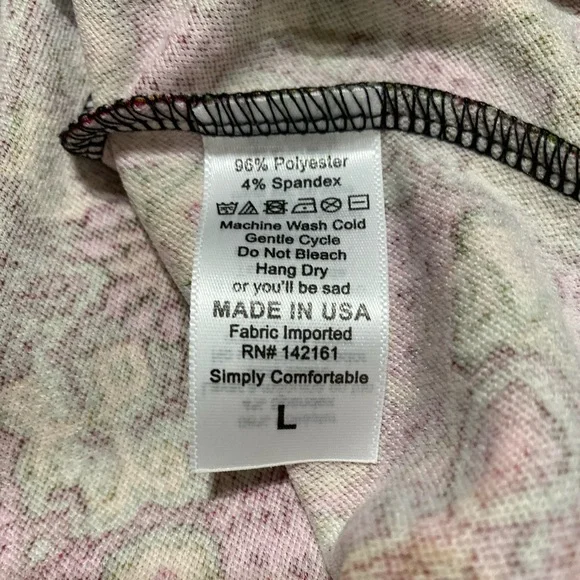 96% Polyester
4% Spandex
Machine Wash Cold
Gentle Cycle
Do Not Bleach
Hang Dry
or you'll be sad
MADE IN USA
Fabric Imported
RN# 142161
Simply Comfortable
L